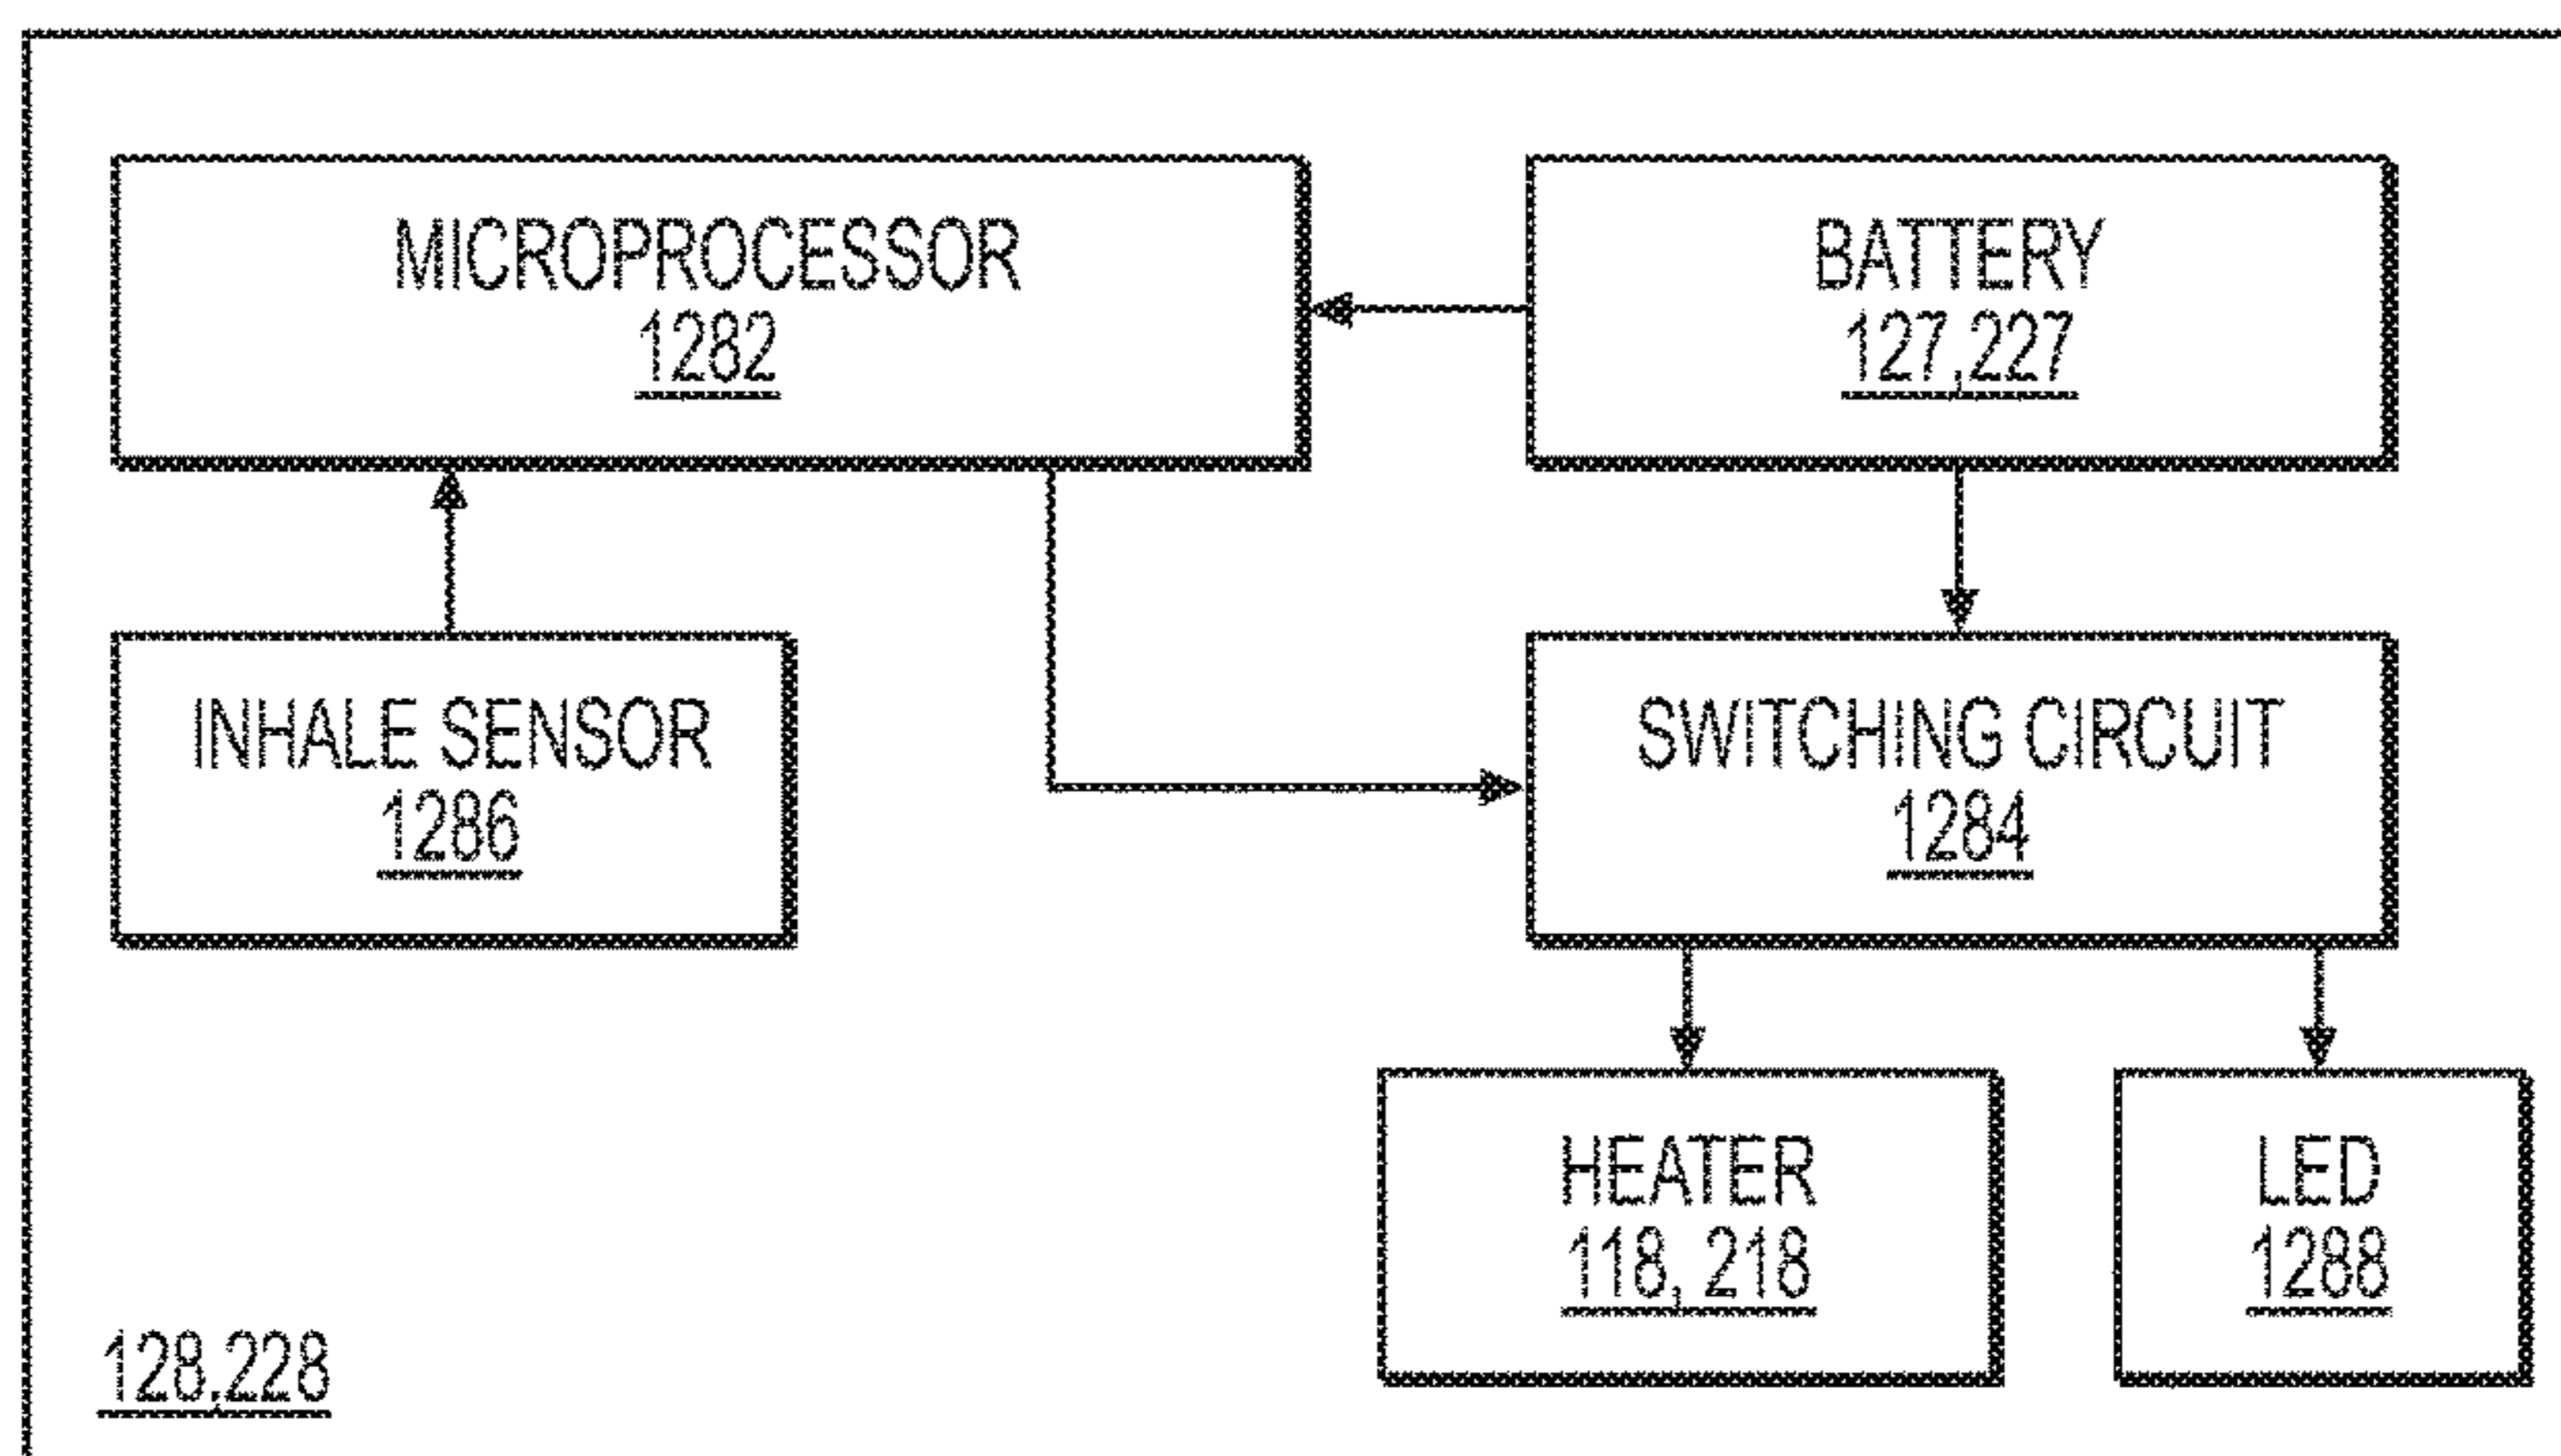 MICROPROCESSOR
1282
BATTERY
127,227
INHALE SENSOR
1286
SWITCHING CIRCUIT
1284
HEATER
118, 218
LED
1288
128,228